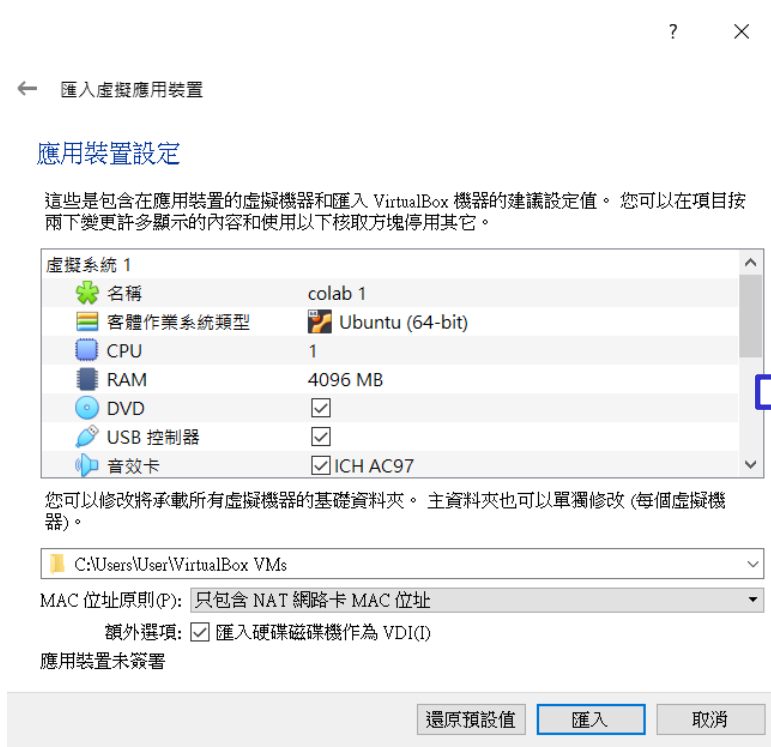 ?
匯入虛擬應用裝置
應用裝置設定
這些是包含在應用裝置的虛擬機器和匯入 VirtualBox 機器的建議設定值。 您可以在項目按
兩下變更許多顯示的內容和使用以下核取方塊停用其它。
虛擬系統 1
名稱 colab 1
客體作業系統類型 Ubuntu (64-bit)
CPU 1
RAM 4096 MB
DVD
USB 控制器
音效卡 ICH AC97
您可以修改將承載所有虛擬機器的基礎資料夾。 主資料夾也可以單獨修改 (每個虛擬機
器)。
C:\Users\User\VirtualBox VMs
MAC 位址原則(P): 只包含 NAT 網路卡 MAC 位址
額外選項: 匯入硬碟磁碟機作為 VDI(I)
應用裝置未簽署
還原預設值 匯入 取消